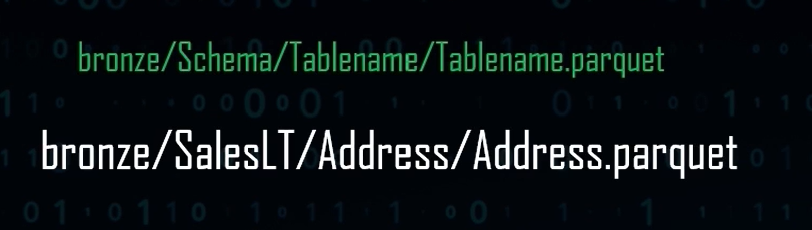 bronze/Schema/Tablename/Tablename.parquet
bronze/SalesLT/Address/Address.parquet